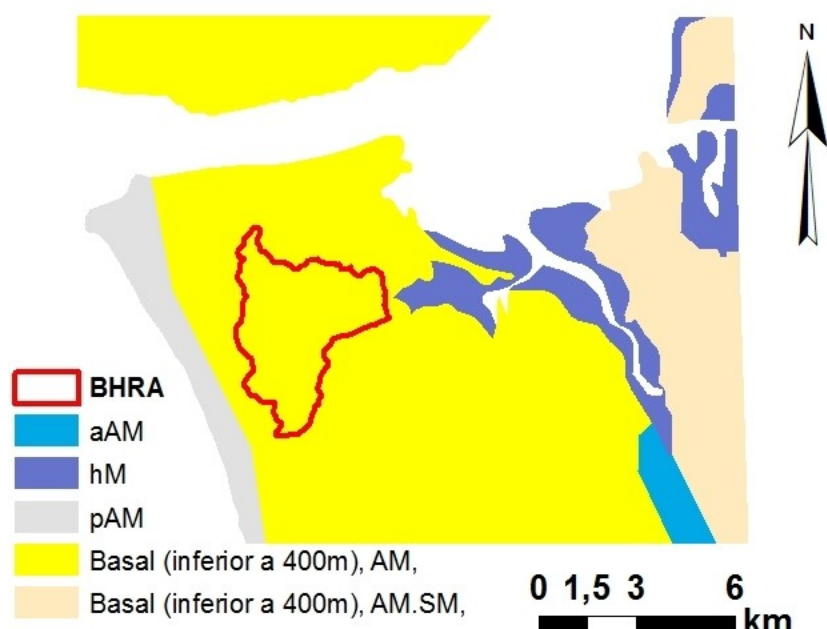 N
BHRA
aAM
hM
pAM
Basal (inferior a 400m), AM,
Basal (inferior a 400m), AM.SM,
0 1,5 3 6
km